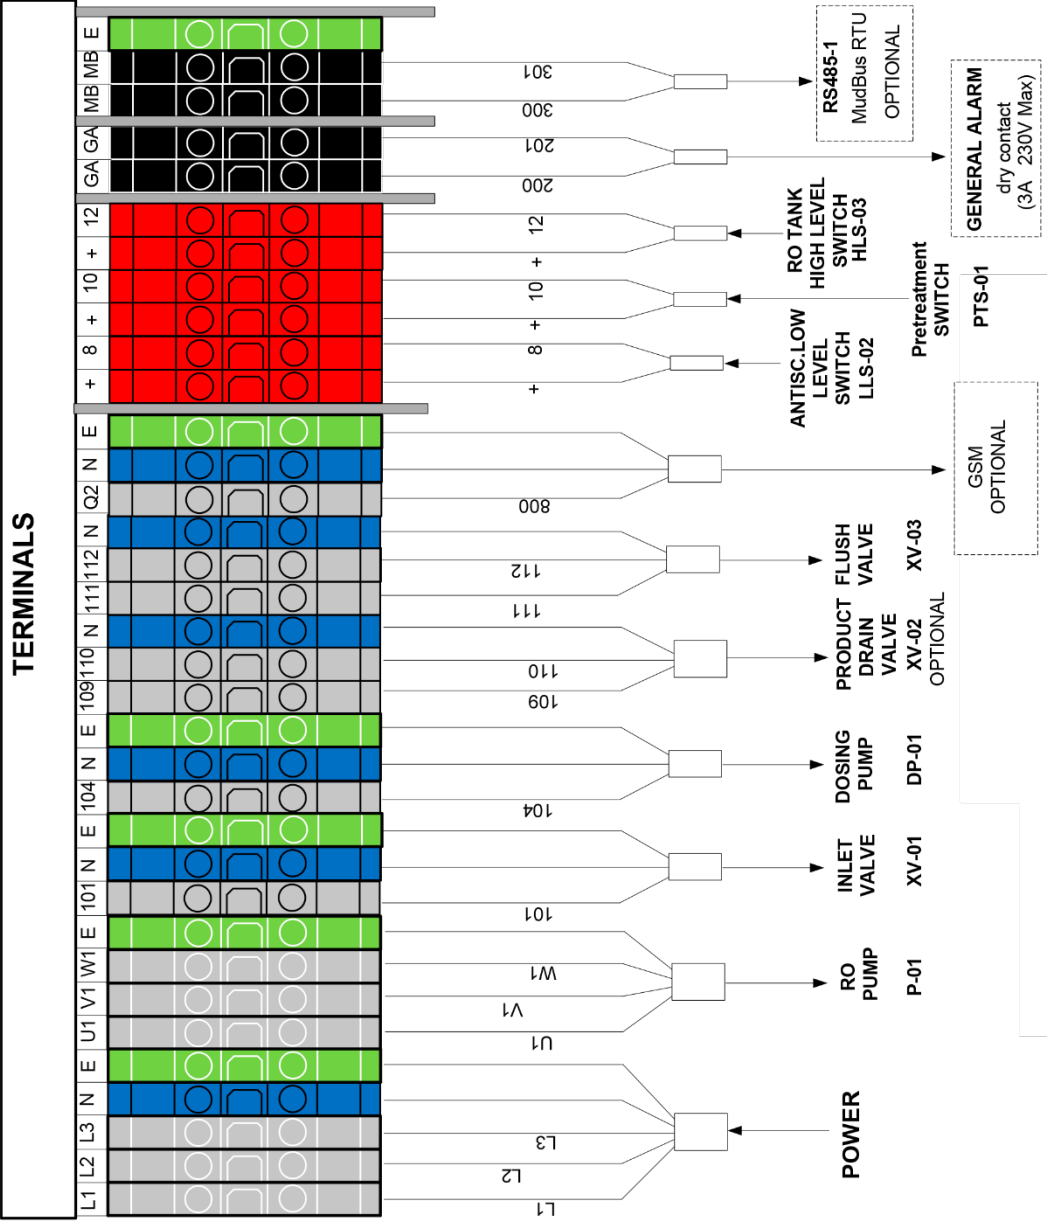 TERMINALS
E
MB
MB
GA
GA
12
+
10
+
8
+
E
N
Q2
N
112
111
N
110
109
E
N
104
E
N
101
E
W1
V1
U1
E
N
L3
L2
L1
301
300
201
200
12
+
10
+
8
+
800
112
111
110
109
104
101
W1
V1
U1
L3
L2
L1
RS485-1
MudBus RTU
OPTIONAL
GENERAL ALARM
dry contact
(3A 230V Max)
RO TANK
HIGH LEVEL
SWITCH
HLS-03
Pretreatment
SWITCH
PTS-01
ANTISC.LOW
LEVEL
SWITCH
LLS-02
GSM
OPTIONAL
FLUSH
VALVE
XV-03
PRODUCT
DRAIN
VALVE
XV-02
OPTIONAL
DOSING
PUMP
DP-01
INLET
VALVE
XV-01
RO
PUMP
P-01
POWER